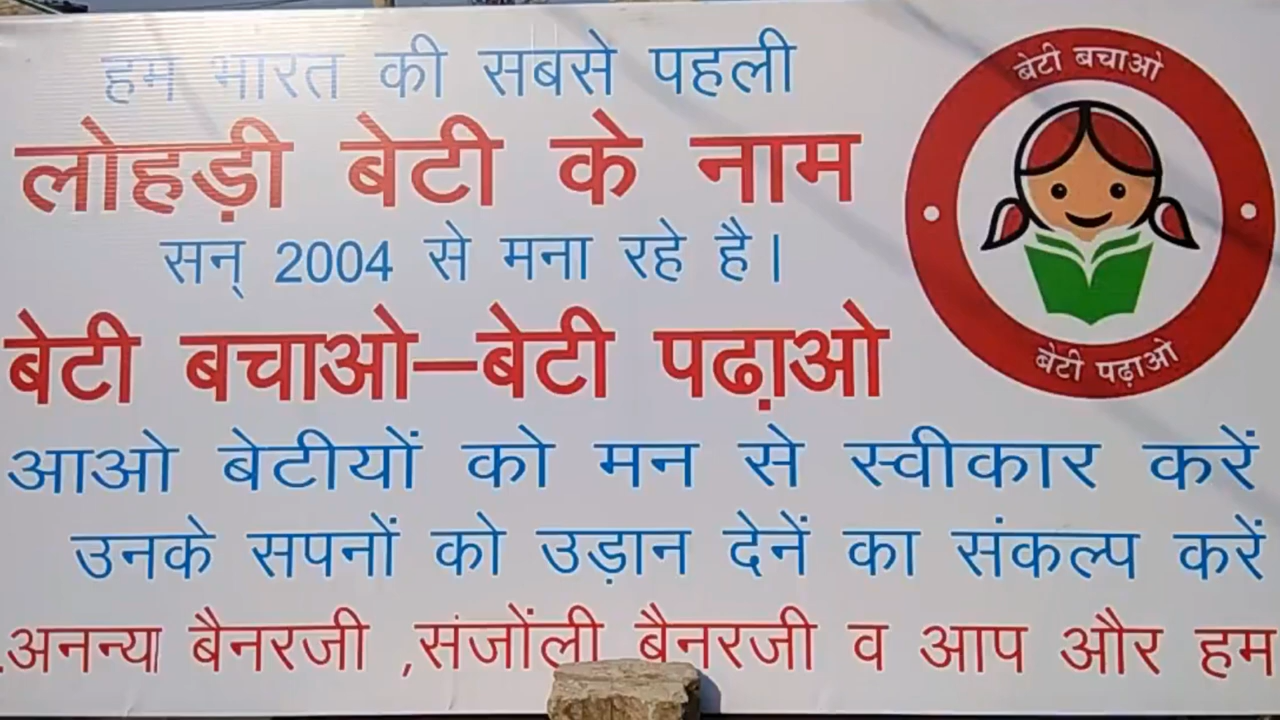 हम भारत की सबसे पहली
लोहड़ी बेटी के नाम
सन् 2004 से मना रहे है।
बेटी बचाओ–बेटी पढ़ाओ
आओ बेटीयों को मन से स्वीकार करें
उनके सपनों को उड़ान देनें का संकल्प करें
.अनन्या बैनरजी ,संजोंली बैनरजी व आप और हम
बेटी बचाओ
बेटी पढ़ाओ